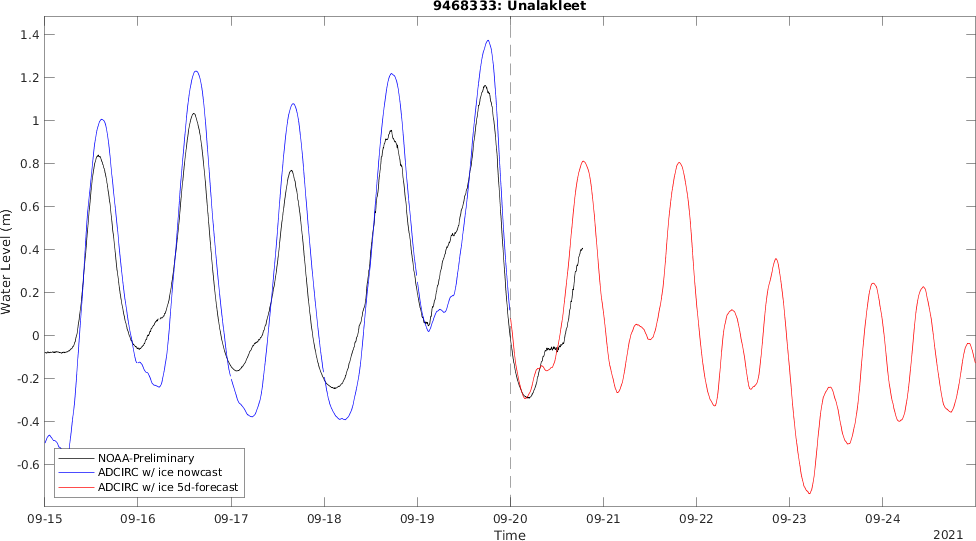 9468333: Unalakleet
1.4
1.2
1
0.8
0.6
0.4
0.2
0
-0.2
-0.4
-0.6
Water Level (m)
NOAA-Preliminary
ADCIRC w/ ice nowcast
ADCIRC w/ ice 5d-forecast
09-15 09-16 09-17 09-18 09-19 09-20 09-21 09-22 09-23 09-24
Time
2021